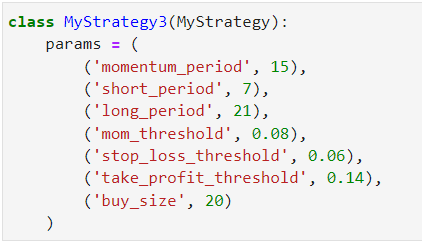 class MyStrategy3(MyStrategy):
    params = (
        ('momentum_period', 15),
        ('short_period', 7),
        ('long_period', 21),
        ('mom_threshold', 0.08),
        ('stop_loss_threshold', 0.06),
        ('take_profit_threshold', 0.14),
        ('buy_size', 20)
    )